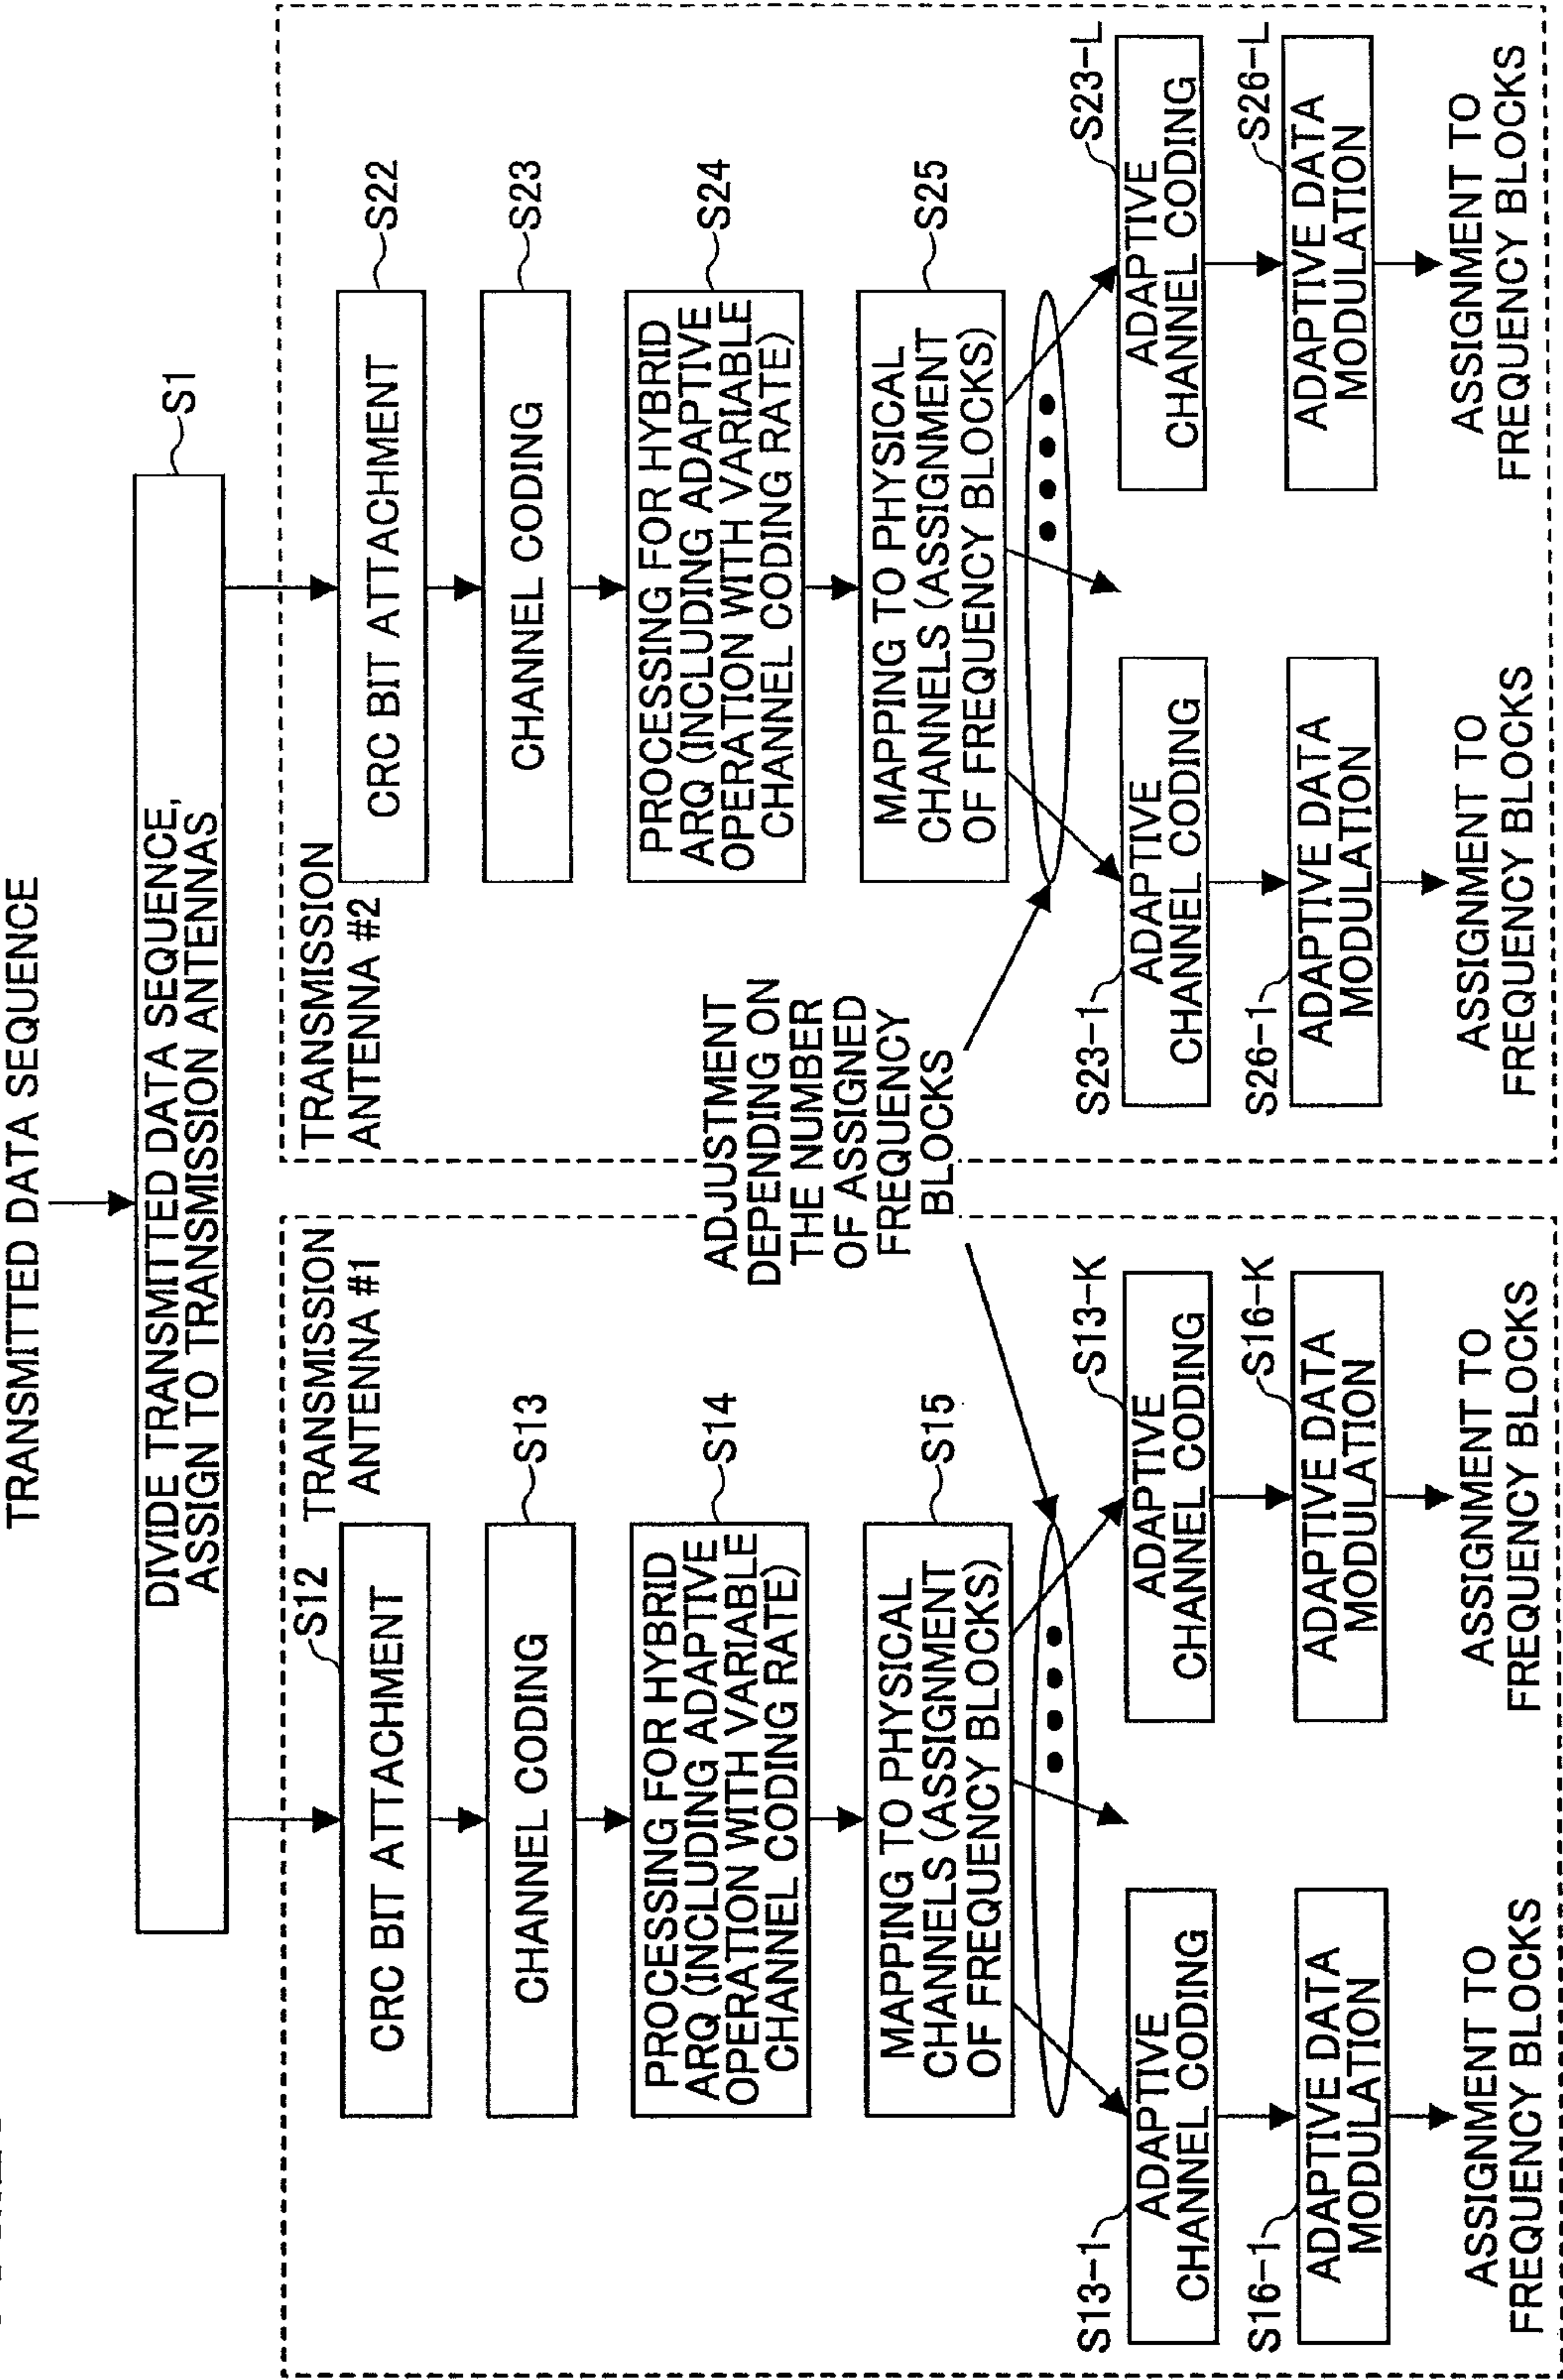 TRANSMITTED DATA SEQUENCE
S1
DIVIDE TRANSMITTED DATA SEQUENCE,
ASSIGN TO TRANSMISSION ANTENNAS
TRANSMISSION
ANTENNA #1
S12
CRC BIT ATTACHMENT
S13
CHANNEL CODING
S14
PROCESSING FOR HYBRID
ARQ (INCLUDING ADAPTIVE
OPERATION WITH VARIABLE
CHANNEL CODING RATE)
S15
MAPPING TO PHYSICAL
CHANNELS (ASSIGNMENT
OF FREQUENCY BLOCKS)
S13-1
ADAPTIVE
CHANNEL CODING
S16-1
ADAPTIVE DATA
MODULATION
ASSIGNMENT TO
FREQUENCY BLOCKS
S13-K
ADAPTIVE
CHANNEL CODING
S16-K
ADAPTIVE DATA
MODULATION
ASSIGNMENT TO
FREQUENCY BLOCKS
ADJUSTMENT
DEPENDING ON
THE NUMBER
OF ASSIGNED
FREQUENCY
BLOCKS
TRANSMISSION
ANTENNA #2
S22
CRC BIT ATTACHMENT
S23
CHANNEL CODING
S24
PROCESSING FOR HYBRID
ARQ (INCLUDING ADAPTIVE
OPERATION WITH VARIABLE
CHANNEL CODING RATE)
S25
MAPPING TO PHYSICAL
CHANNELS (ASSIGNMENT
OF FREQUENCY BLOCKS)
S23-1
ADAPTIVE
CHANNEL CODING
S26-1
ADAPTIVE DATA
MODULATION
ASSIGNMENT TO
FREQUENCY BLOCKS
S23-L
ADAPTIVE
CHANNEL CODING
S26-L
ADAPTIVE DATA
MODULATION
ASSIGNMENT TO
FREQUENCY BLOCKS